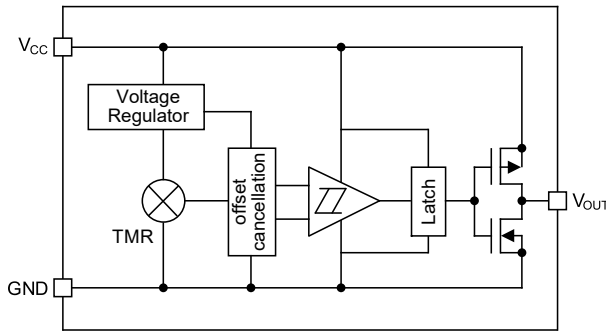 VCC
Voltage
Regulator
offset
cancellation
Latch
VOUT
TMR
GND